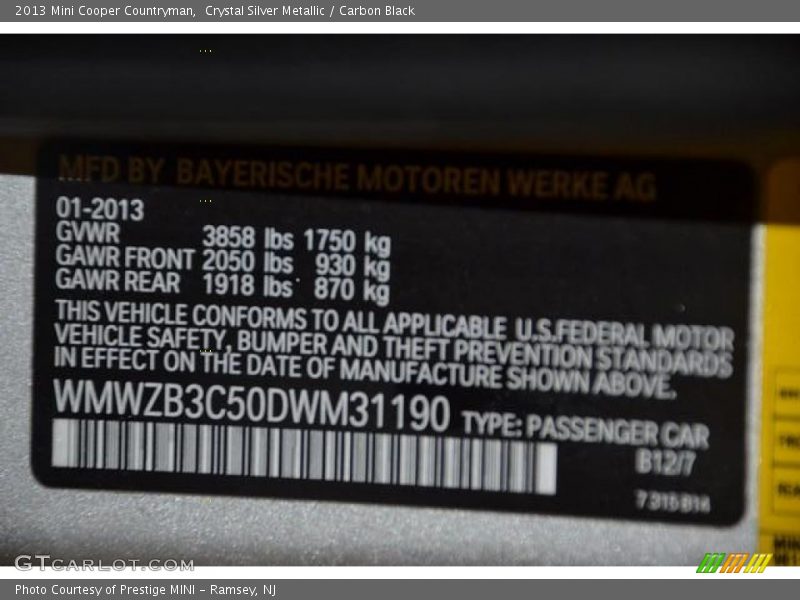 2013 Mini Cooper Countryman,  Crystal Silver Metallic / Carbon Black
MFD BY BAYERISCHE MOTOREN WERKE AG
01-2013
GVWR 3858 lbs 1750 kg
GAWR FRONT 2050 lbs 930 kg
GAWR REAR 1918 lbs 870 kg
THIS VEHICLE CONFORMS TO ALL APPLICABLE U.S.FEDERAL MOTOR
VEHICLE SAFETY, BUMPER AND THEFT PREVENTION STANDARDS
IN EFFECT ON THE DATE OF MANUFACTURE SHOWN ABOVE.
WMWZB3C50DWM31190 TYPE: PASSENGER CAR
B12/7
7 315 B14
GTCarLot.com
Photo Courtesy of Prestige MINI - Ramsey, NJ